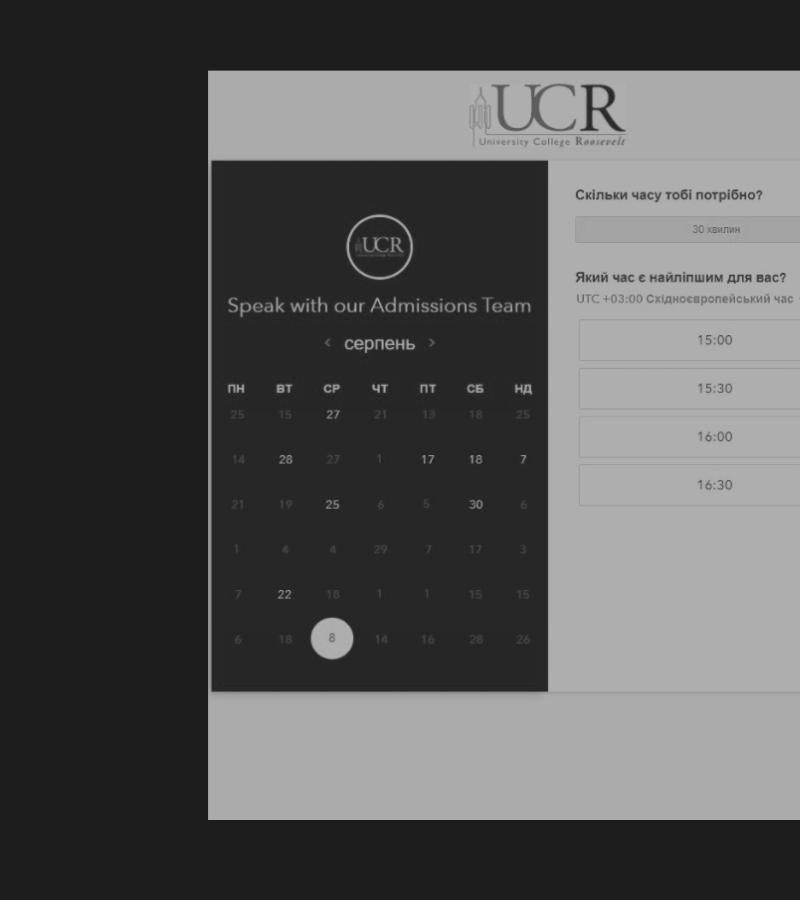 UCR
University College Roosevelt
UCR
Speak with our Admissions Team
< серпень >
ПН ВТ СР ЧТ ПТ СБ НД
25 15 27 21 13 18 25
14 28 27 1 17 18 7
21 19 25 6 5 30 6
1 4 4 29 7 17 3
7 22 18 1 1 15 15
6 18 8 14 16 28 26
Скільки часу тобі потрібно?
30 хвилин
Який час є найліпшим для вас?
UTC +03:00 Східноєвропейський час
15:00
15:30
16:00
16:30